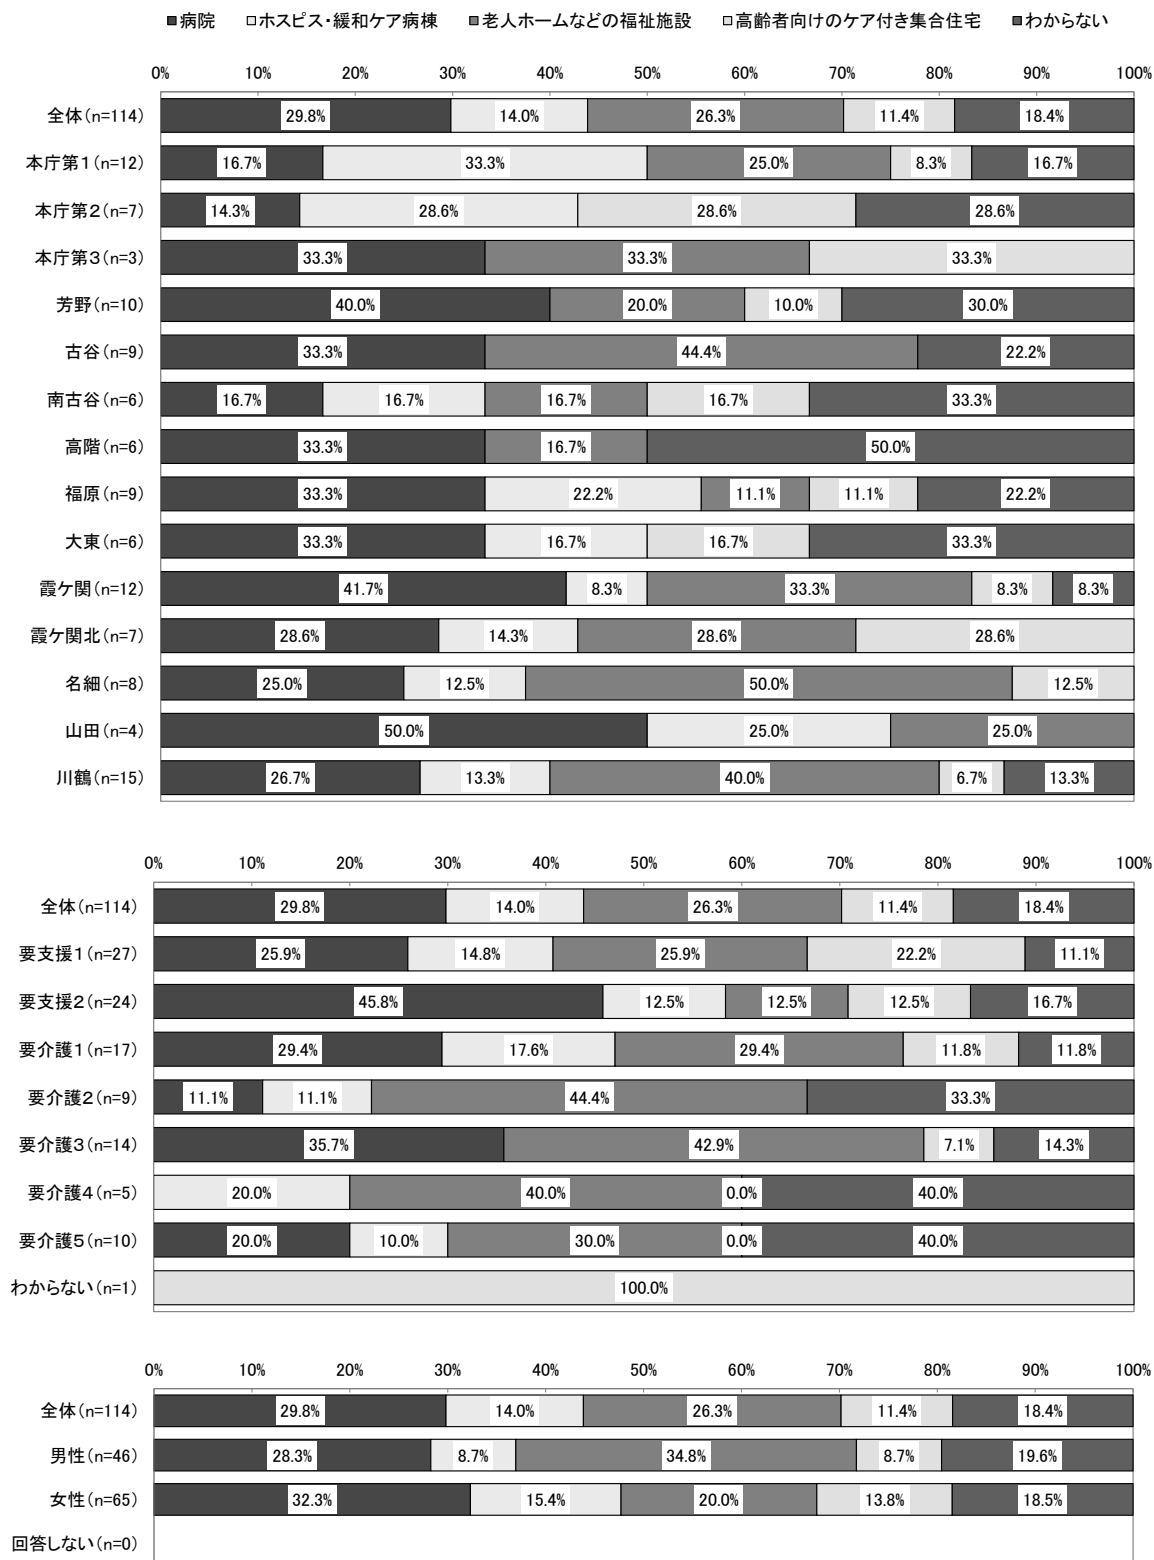 ■病院 □ホスピス・緩和ケア病棟 ■老人ホームなどの福祉施設 □高齢者向けのケア付き集合住宅 ■わからない
0% 10% 20% 30% 40% 50% 60% 70% 80% 90% 100%
全体(n=114) 29.8% 14.0% 26.3% 11.4% 18.4%
本庁第1(n=12) 16.7% 33.3% 25.0% 8.3% 16.7%
本庁第2(n=7) 14.3% 28.6% 28.6% 28.6%
本庁第3(n=3) 33.3% 33.3% 33.3%
芳野(n=10) 40.0% 20.0% 10.0% 30.0%
古谷(n=9) 33.3% 44.4% 22.2%
南古谷(n=6) 16.7% 16.7% 16.7% 16.7% 33.3%
高階(n=6) 33.3% 16.7% 50.0%
福原(n=9) 33.3% 22.2% 11.1% 11.1% 22.2%
大東(n=6) 33.3% 16.7% 16.7% 33.3%
霞ケ関(n=12) 41.7% 8.3% 33.3% 8.3% 8.3%
霞ケ関北(n=7) 28.6% 14.3% 28.6% 28.6%
名細(n=8) 25.0% 12.5% 50.0% 12.5%
山田(n=4) 50.0% 25.0% 25.0%
川鶴(n=15) 26.7% 13.3% 40.0% 6.7% 13.3%
0% 10% 20% 30% 40% 50% 60% 70% 80% 90% 100%
全体(n=114) 29.8% 14.0% 26.3% 11.4% 18.4%
要支援1(n=27) 25.9% 14.8% 25.9% 22.2% 11.1%
要支援2(n=24) 45.8% 12.5% 12.5% 12.5% 16.7%
要介護1(n=17) 29.4% 17.6% 29.4% 11.8% 11.8%
要介護2(n=9) 11.1% 11.1% 44.4% 33.3%
要介護3(n=14) 35.7% 42.9% 7.1% 14.3%
要介護4(n=5) 20.0% 40.0% 0.0% 40.0%
要介護5(n=10) 20.0% 10.0% 30.0% 0.0% 40.0%
わからない(n=1) 100.0%
0% 10% 20% 30% 40% 50% 60% 70% 80% 90% 100%
全体(n=114) 29.8% 14.0% 26.3% 11.4% 18.4%
男性(n=46) 28.3% 8.7% 34.8% 8.7% 19.6%
女性(n=65) 32.3% 15.4% 20.0% 13.8% 18.5%
回答しない(n=0)